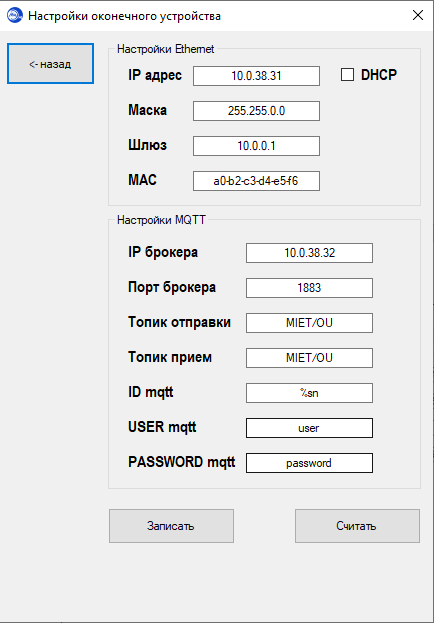 Настройки оконечного устройства
<- назад
Настройки Ethernet
IP адрес 10.0.38.31 DHCP
Маска 255.255.0.0
Шлюз 10.0.0.1
MAC a0-b2-c3-d4-e5-f6
Настройки MQTT
IP брокера 10.0.38.32
Порт брокера 1883
Топик отправки MIET/OU
Топик прием MIET/OU
ID mqtt %sn
USER mqtt user
PASSWORD mqtt password
Записать Считать